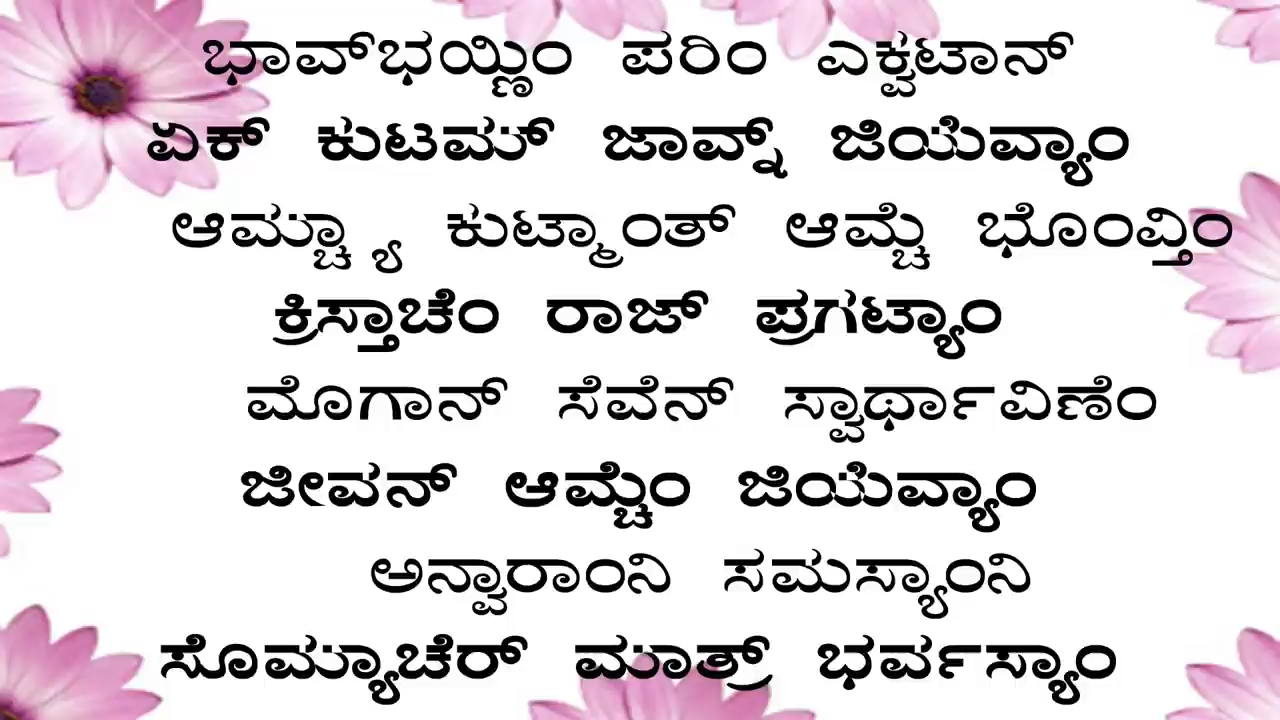 ಭಾವ್‌ಭಯ್ಣಿಂ ಪರಿಂ ಎಕ್ವಟಾನ್
ಏಕ್ ಕುಟಮ್ ಜಾವ್ನ್ ಜಿಯೆವ್ಯಾಂ
ಆಮ್ಚ್ಯಾ ಕುಟ್ಮಾಂತ್ ಆಮ್ಚೆ ಭೊಂವ್ತಿಂ
ಕ್ರಿಸ್ತಾಚೆಂ ರಾಜ್ ಪ್ರಗಟ್ಯಾಂ
ಮೊಗಾನ್ ಸೆವೆನ್ ಸ್ವಾರ್ಥಾವಿಣೆಂ
ಜೀವನ್ ಆಮ್ಚೆಂ ಜಿಯೆವ್ಯಾಂ
ಅನ್ವಾರಾಂನಿ ಸಮಸ್ಯಾಂನಿ
ಸೊಮ್ಯಾಚೆರ್ ಮಾತ್ರ್ ಭರ್ವಸ್ಯಾಂ